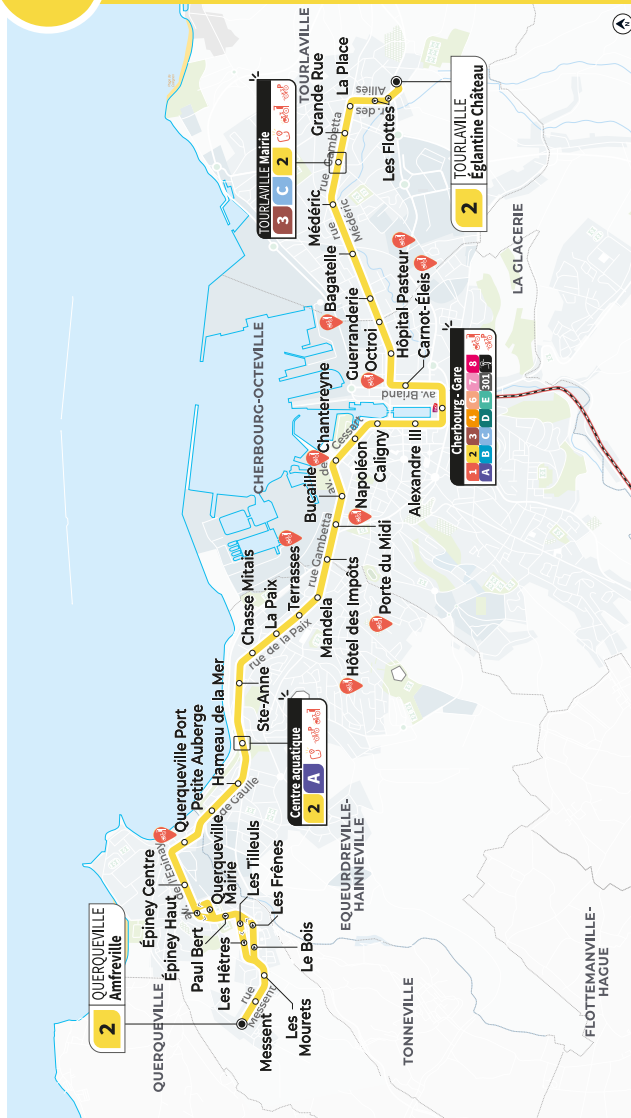 2
QUERQUEVILLE
Amfreville
QUERQUEVILLE
rue
Messent
Messent
Les
Mourets
Le Bois
Les Hêtres
Les Frênes
Les Tilleuls
Paul Bert
Querqueville
Mairie
Épiney Haut
Épiney Centre
av. de l'Epinay
Querqueville Port
Petite Auberge
de Gaulle
Hameau de la Mer
2 A
Centre aquatique
Ste-Anne
Chasse Mitais
La Paix
rue de la Paix
Terrasses
Mandela
Hôtel des Impôts
rue Gambetta
Porte du Midi
Bucaille
Napoléon
av. de Cessart
Chantereyne
Caligny
Alexandre III
Cherbourg - Gare
1 2 3 4 6 7 8
A B C D E 301
av. Briand
Carnot-Éleis
Hôpital Pasteur
Octroi
Guerranderie
Bagatelle
rue
Médéric
Médéric
TOURLAVILLE Mairie
3 C 2
rue Gambetta
Grande Rue
La Place
r. des
Alliés
Les Flottes
2
TOURLAVILLE
Églantine Château
TOURLAVILLE
CHERBOURG-OCTEVILLE
LA GLACERIE
EQUEURDREVILLE-
HAINNEVILLE
TONNEVILLE
FLOTTEMANVILLE-
HAGUE
N